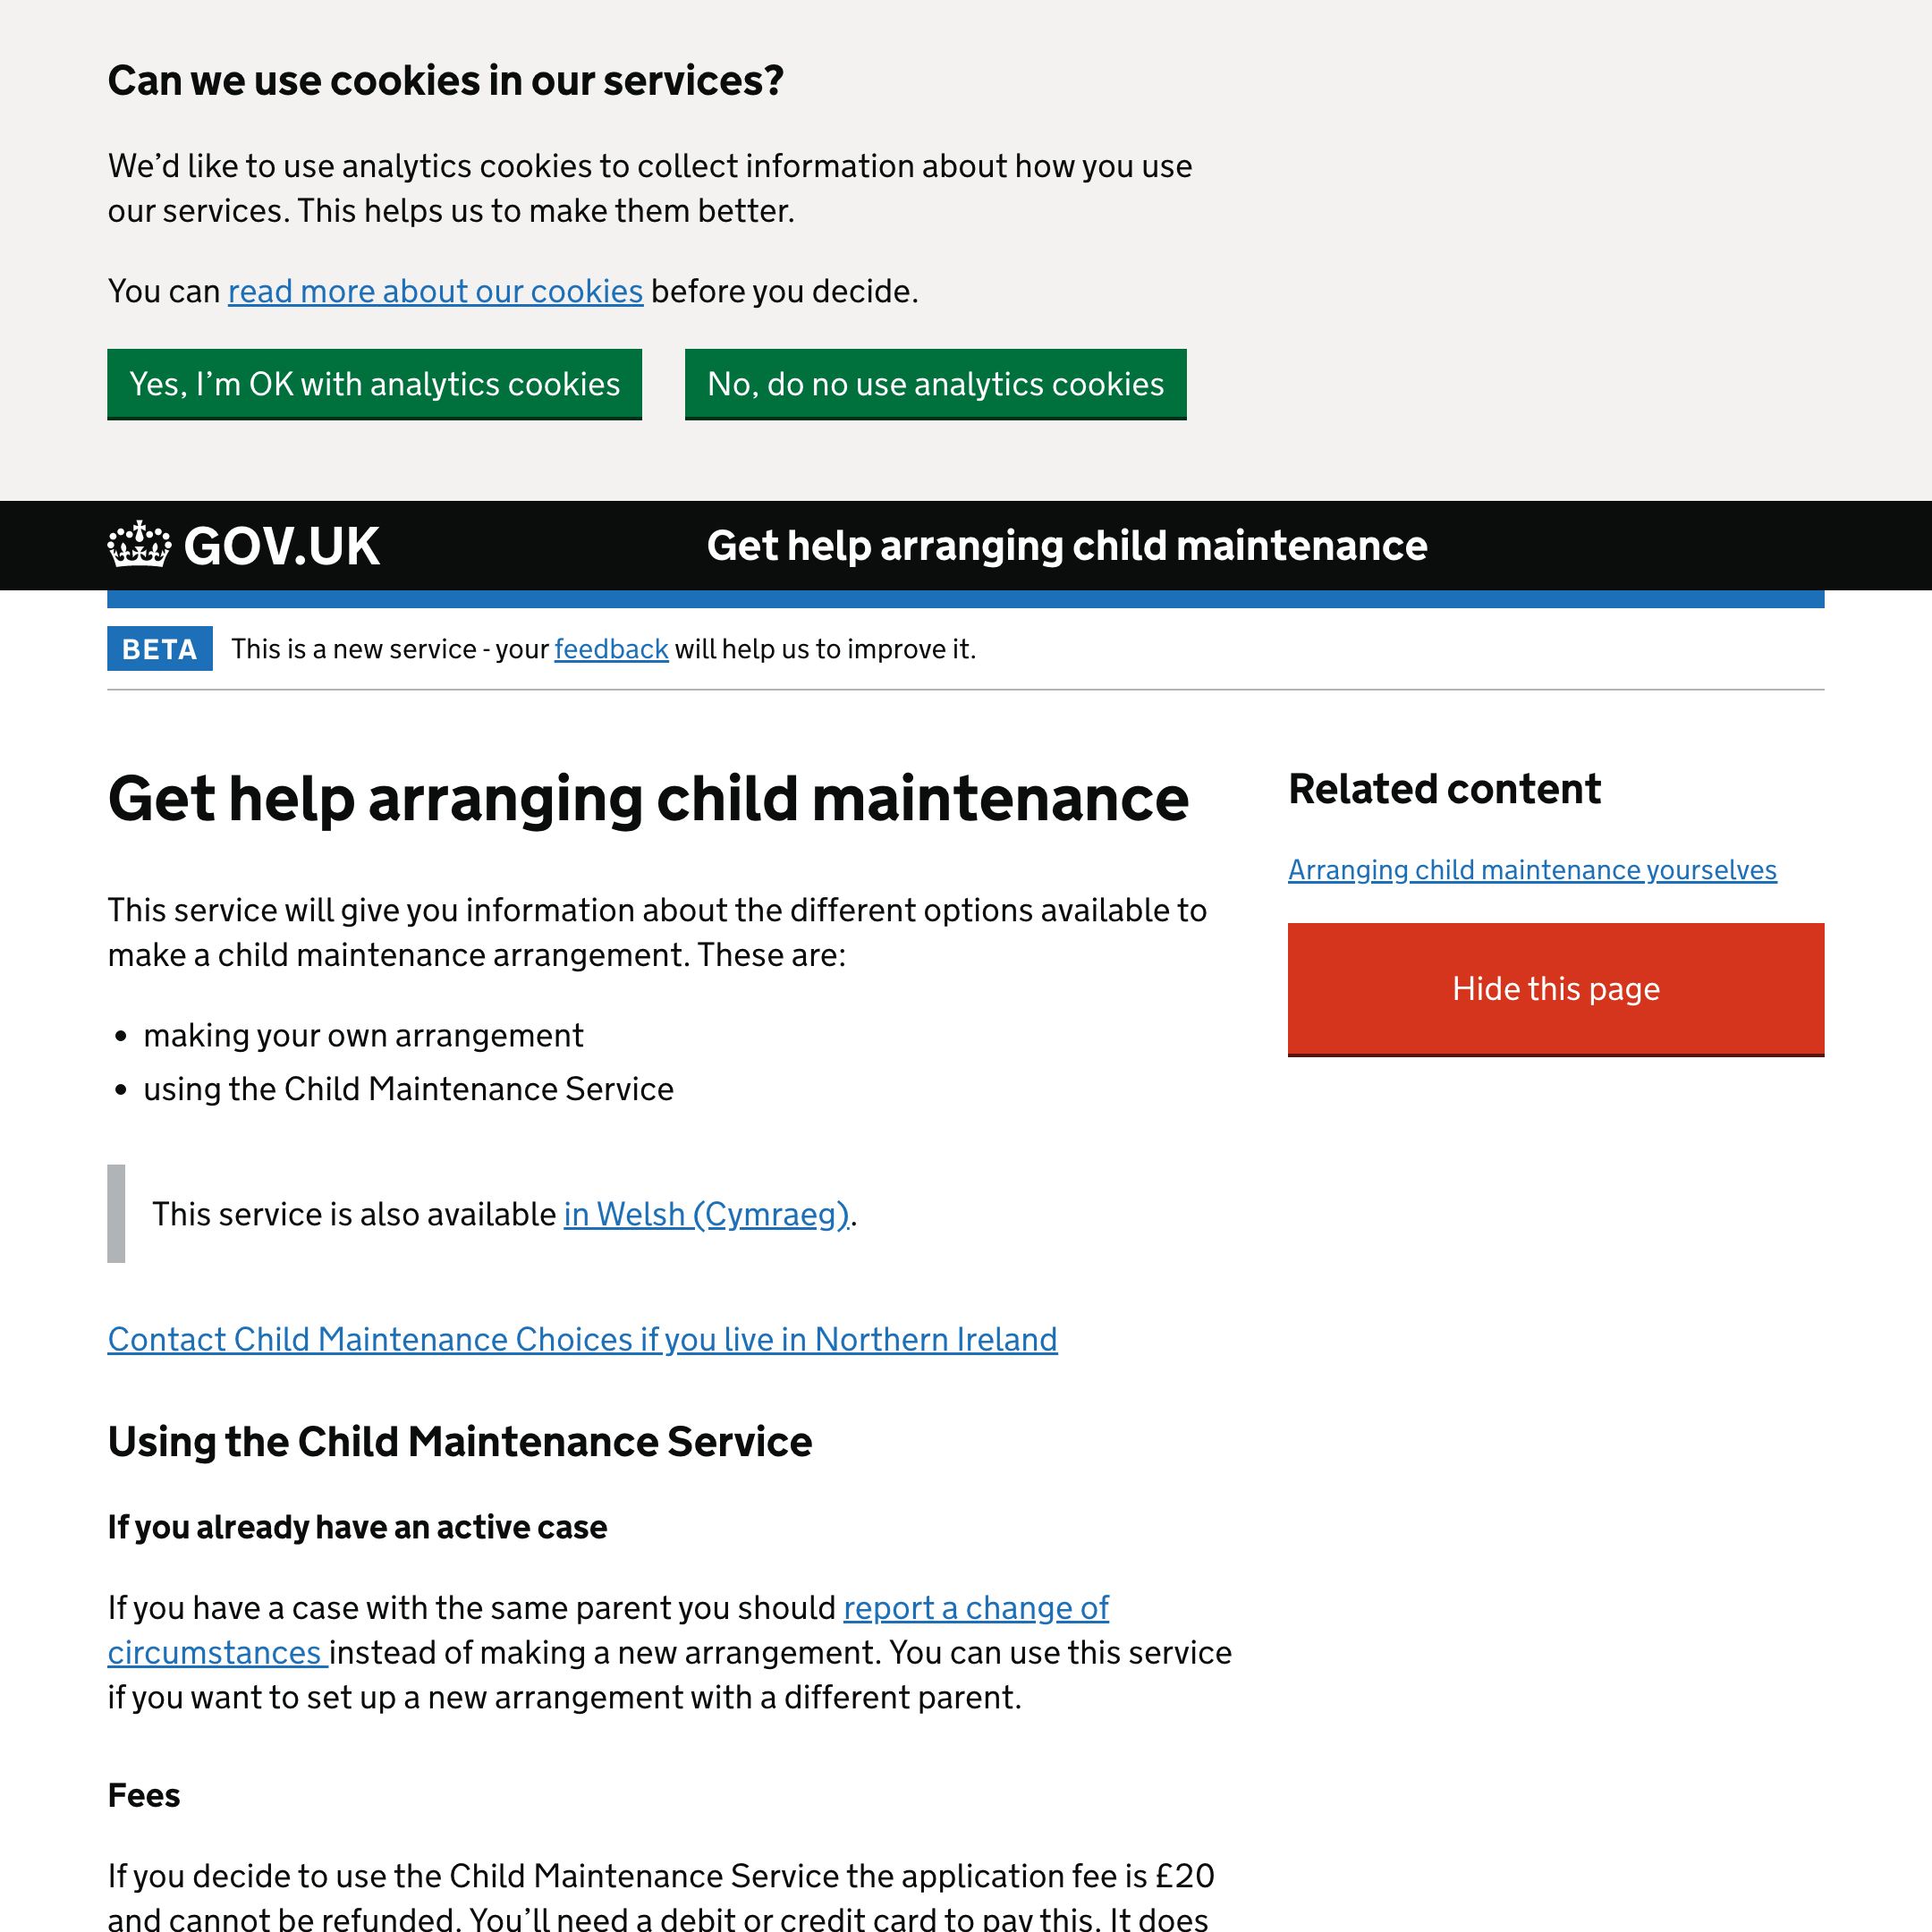 Can we use cookies in our services?
We’d like to use analytics cookies to collect information about how you use
our services. This helps us to make them better.
You can read more about our cookies before you decide.
Yes, I’m OK with analytics cookies
No, do no use analytics cookies
GOV.UK
Get help arranging child maintenance
BETA
This is a new service - your feedback will help us to improve it.
Get help arranging child maintenance
This service will give you information about the different options available to
make a child maintenance arrangement. These are:
• making your own arrangement
• using the Child Maintenance Service
This service is also available in Welsh (Cymraeg).
Contact Child Maintenance Choices if you live in Northern Ireland
Using the Child Maintenance Service
If you already have an active case
If you have a case with the same parent you should report a change of
circumstances instead of making a new arrangement. You can use this service
if you want to set up a new arrangement with a different parent.
Fees
If you decide to use the Child Maintenance Service the application fee is £20
and cannot be refunded. You’ll need a debit or credit card to pay this. It does
Related content
Arranging child maintenance yourselves
Hide this page